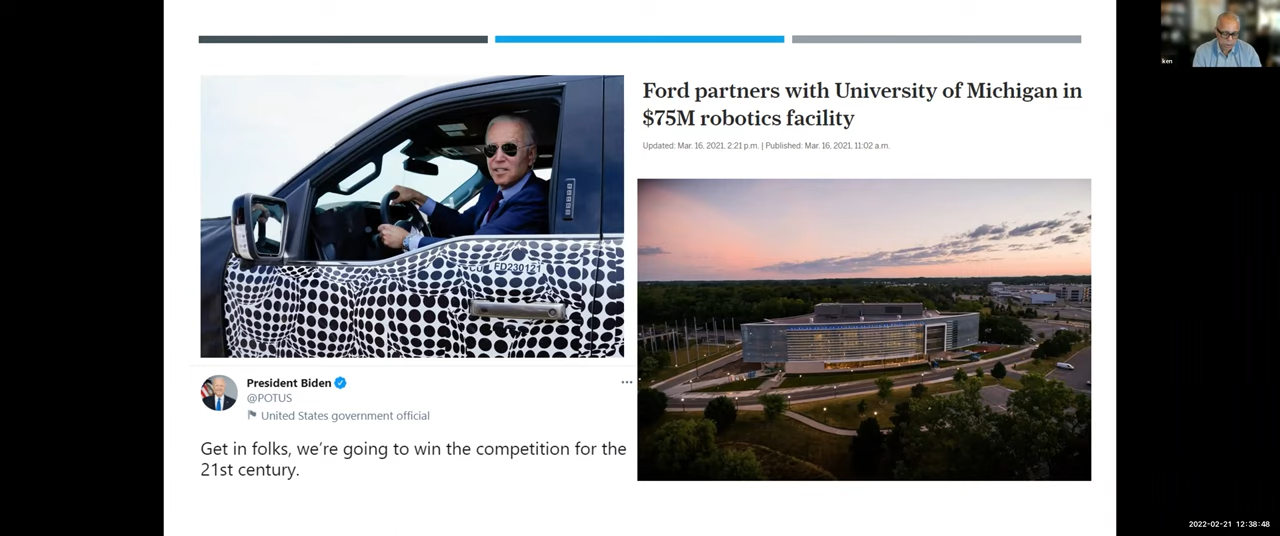 Ford partners with University of Michigan in
$75M robotics facility
Updated: Mar. 16, 2021, 2:21 p.m. | Published: Mar. 16, 2021, 11:02 a.m.
FD230121
President Biden
@POTUS
United States government official
Get in folks, we're going to win the competition for the
21st century.
ken
2022-02-21 12:38:48